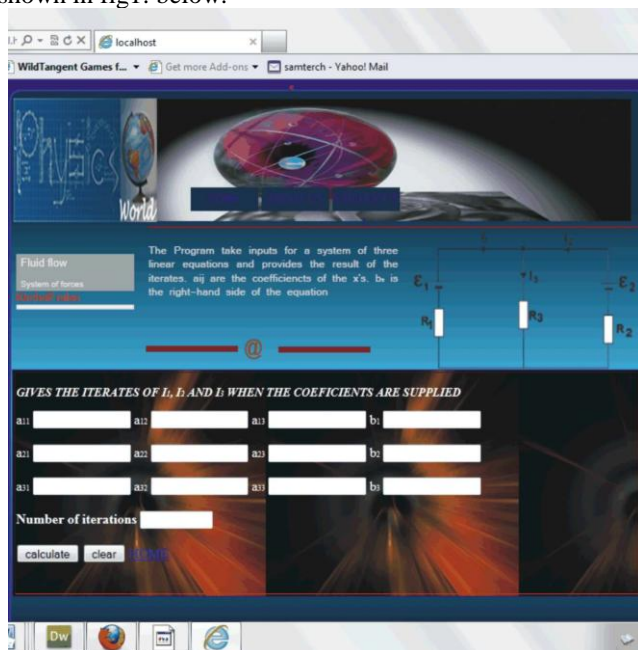 shown in fig1. below.
localhost
WildTangent Games f...
Get more Add-ons
samterch - Yahoo! Mail
Physics
World
Fluid flow
System of forces
The Program take inputs for a system of three
linear equations and provides the result of the
iterates. aij are the coefficiencts of the x's. bn is
the right-hand side of the equation
@
I1
I2
I3
ε1
ε2
R1
R3
R2
GIVES THE ITERATES OF I1, I2 AND I3 WHEN THE COEFICIENTS ARE SUPPLIED
a11 a12 a13 b1
a21 a22 a23 b2
a31 a32 a33 b3
Number of iterations
calculate clear HOME
Dw